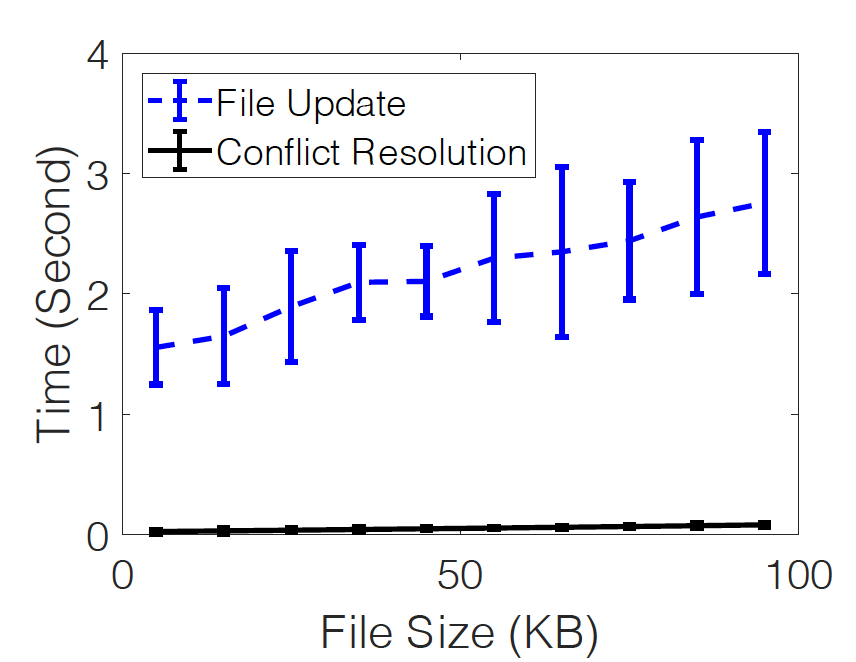 4
3
2
1
0
File Update
Conflict Resolution
Time (Second)
0
50
100
File Size (KB)